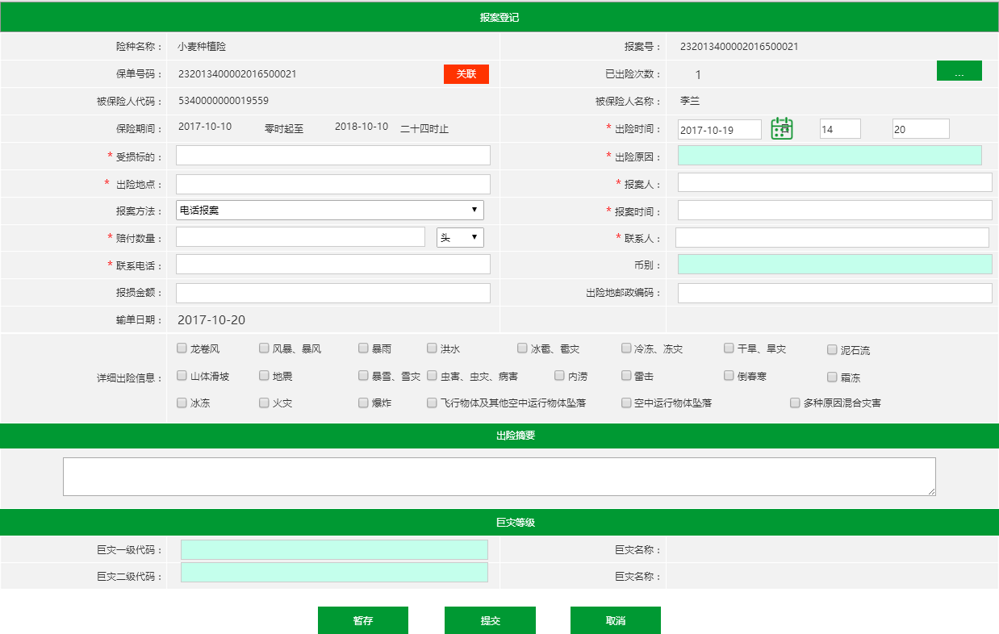 报案登记
险种名称： 小麦种植险 报案号： 232013400002016500021
保单号码： 232013400002016500021 关联 已出险次数： 1 ...
被保险人代码： 5340000000019559 被保险人名称： 李兰
保险期间： 2017-10-10 零时起至 2018-10-10 二十四时止 * 出险时间： 2017-10-19 日 14 20
* 受损标的： * 出险原因：
* 出险地点： * 报案人：
报案方法： 电话报案 * 报案时间：
* 赔付数量： 头 * 联系人：
* 联系电话： 币别：
报损金额： 出险地邮政编码：
输单日期： 2017-10-20
龙卷风 风暴、暴风 暴雨 洪水 冰雹、雹灾 冷冻、冻灾 干旱、旱灾 泥石流
详细出险信息： 山体滑坡 地震 暴雪、雪灾 虫害、虫灾、病害 内涝 雷击 倒春寒 霜冻
冰冻 火灾 爆炸 飞行物体及其他空中运行物体坠落 空中运行物体坠落 多种原因混合灾害
出险摘要
巨灾等级
巨灾一级代码： 巨灾名称：
巨灾二级代码： 巨灾名称：
暂存 提交 取消